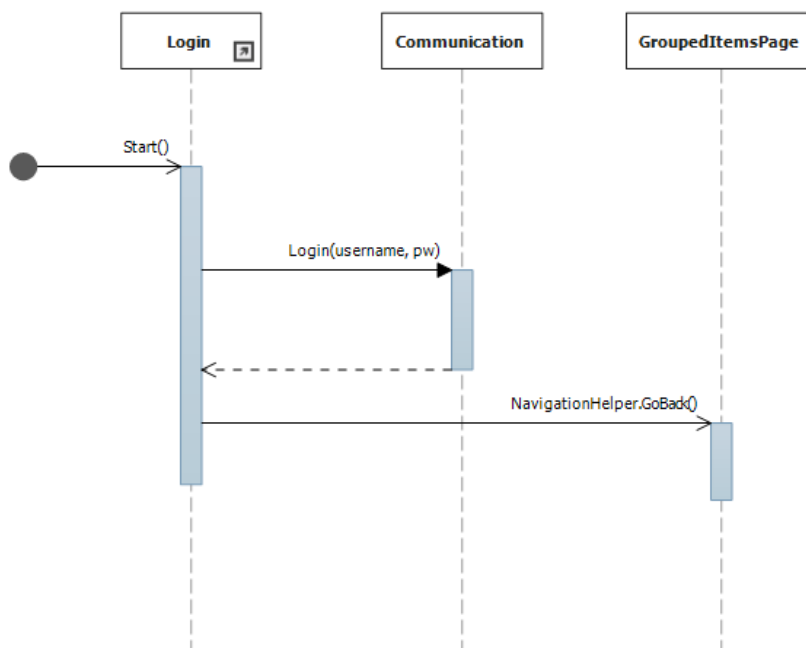 Login
Communication
GroupedItemsPage
Start()
Login(username, pw)
NavigationHelper.GoBack()